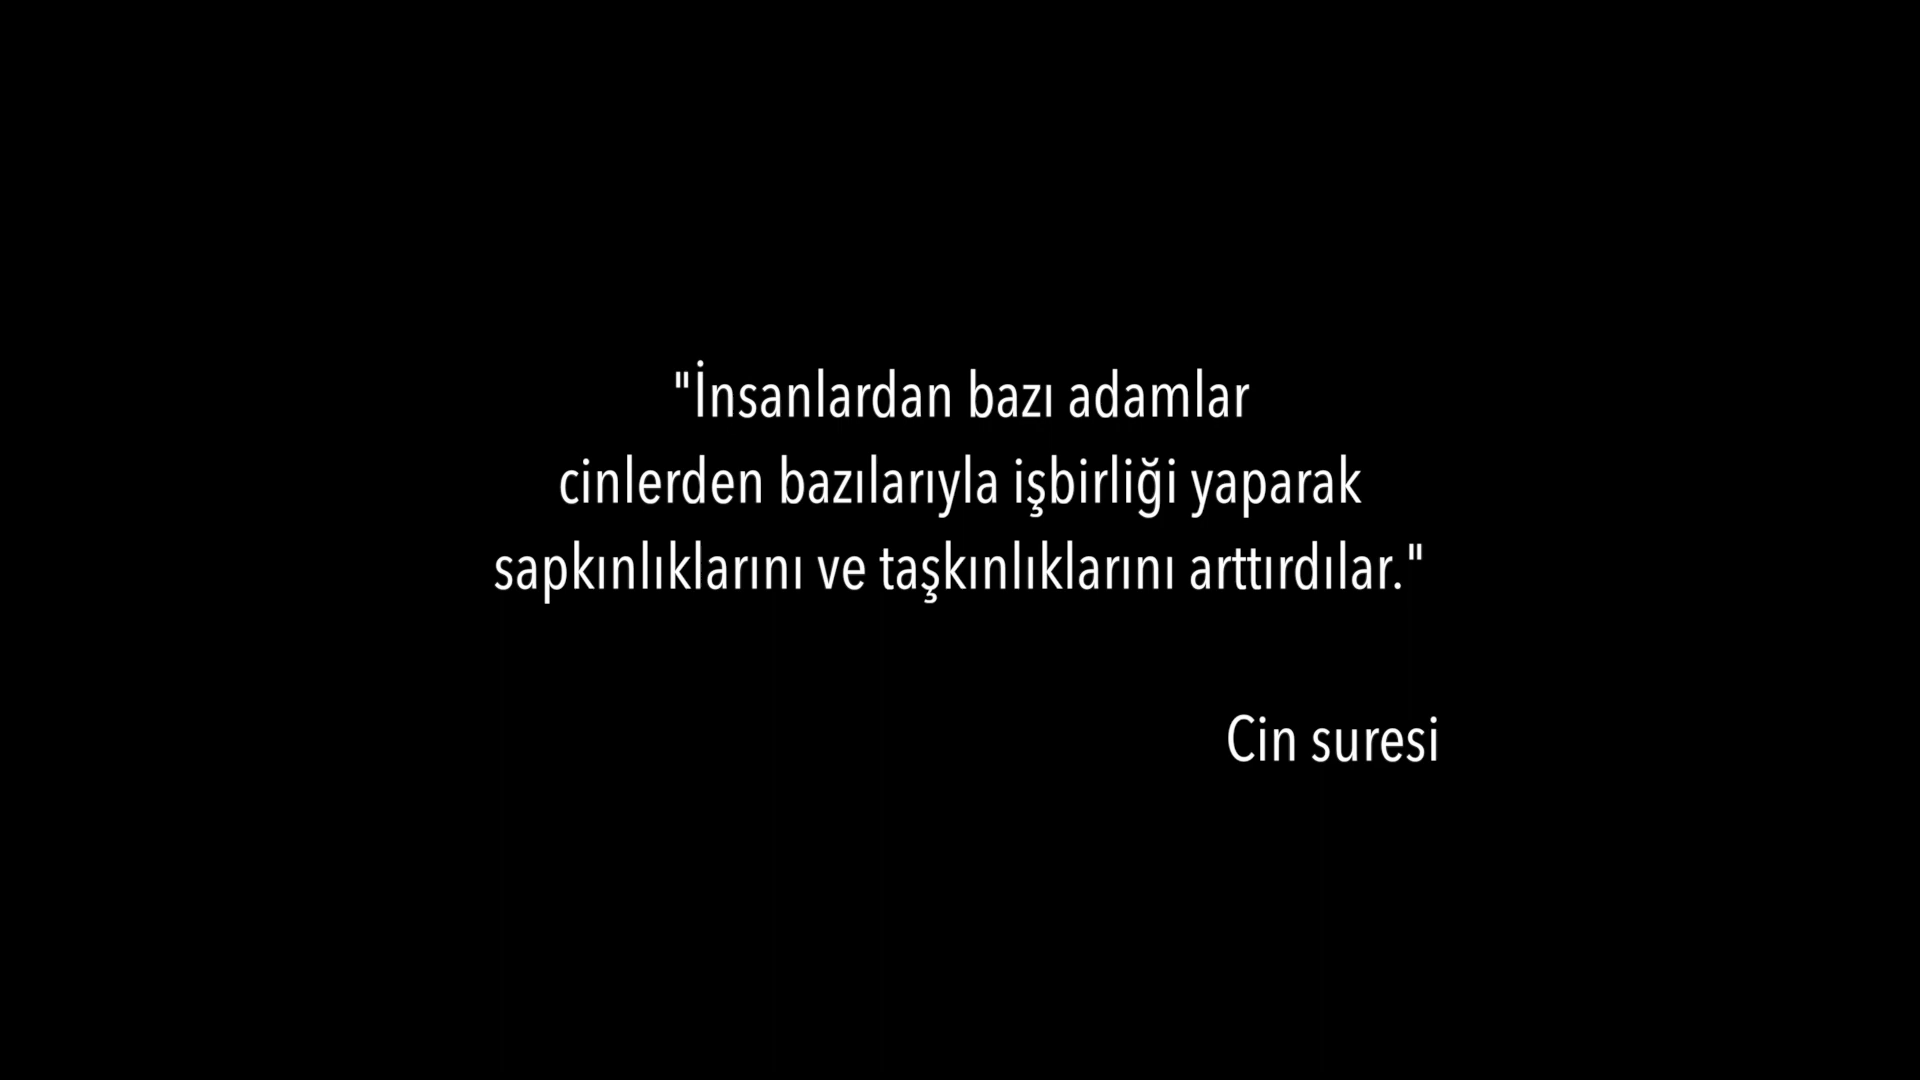 "İnsanlardan bazı adamlar
cinlerden bazılarıyla işbirliği yaparak
sapkınlıklarını ve taşkınlıklarını arttırdılar."
Cin suresi